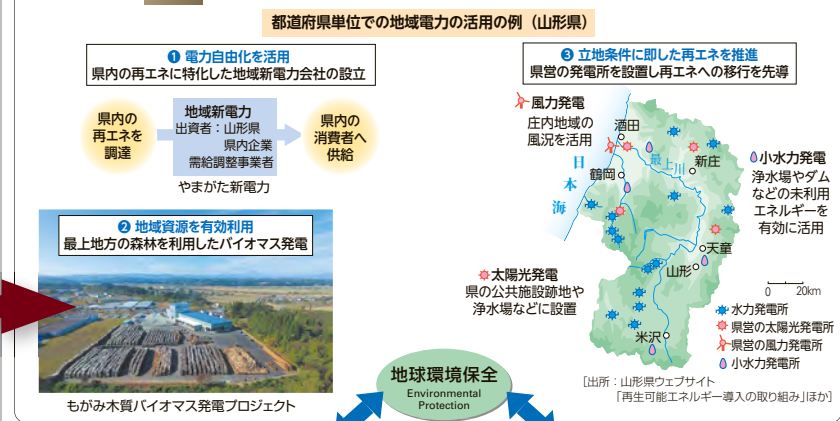 都道府県単位での地域電力の活用の例（山形県）
❶ 電力自由化を活用
県内の再エネに特化した地域新電力会社の設立
県内の
再エネを
調達
地域新電力
出資者：山形県
県内企業
需給調整事業者
県内の
消費者へ
供給
やまがた新電力
❷ 地域資源を有効利用
最上地方の森林を利用したバイオマス発電
もがみ木質バイオマス発電プロジェクト
❸ 立地条件に即した再エネを推進
県営の発電所を設置し再エネへの移行を先導
風力発電
庄内地域の
風況を活用
酒田
最上川
新庄
鶴岡
日本海
小水力発電
浄水場やダム
などの未利用
エネルギーを
有効に活用
天童
山形
太陽光発電
県の公共施設跡地や
浄水場などに設置
米沢
0 20km
水力発電所
県営の太陽光発電所
県営の風力発電所
小水力発電所
[出所：山形県ウェブサイト
「再生可能エネルギー導入の取り組み」ほか]
地球環境保全
Environmental
Protection